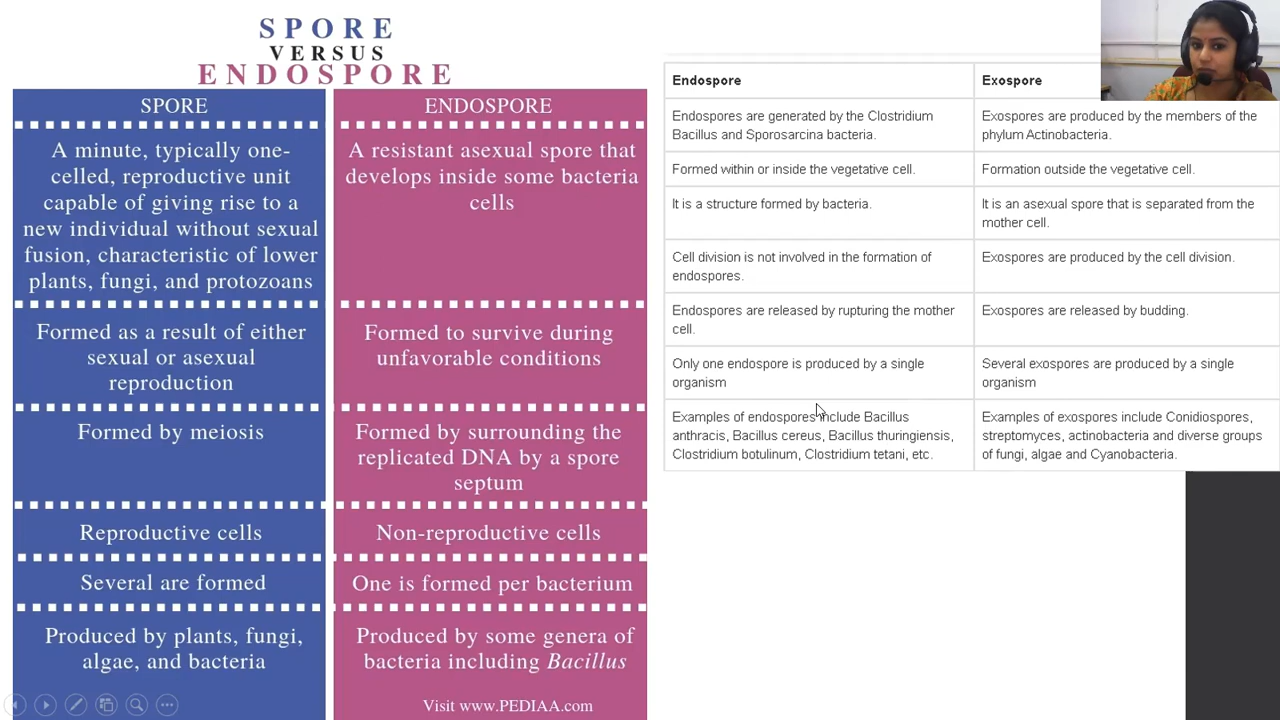 SPORE
VERSUS
ENDOSPORE
SPORE
A minute, typically one-
celled, reproductive unit
capable of giving rise to a
new individual without sexual
fusion, characteristic of lower
plants, fungi, and protozoans
Formed as a result of either
sexual or asexual
reproduction
Formed by meiosis
Reproductive cells
Several are formed
Produced by plants, fungi,
algae, and bacteria
ENDOSPORE
A resistant asexual spore that
develops inside some bacteria
cells
Formed to survive during
unfavorable conditions
Formed by surrounding the
replicated DNA by a spore
septum
Non-reproductive cells
One is formed per bacterium
Produced by some genera of
bacteria including Bacillus
Visit www.PEDIAA.com
Endospore
Exospore
Endospores are generated by the Clostridium
Bacillus and Sporosarcina bacteria.
Exospores are produced by the members of the
phylum Actinobacteria.
Formed within or inside the vegetative cell.
Formation outside the vegetative cell.
It is a structure formed by bacteria.
It is an asexual spore that is separated from the
mother cell.
Cell division is not involved in the formation of
endospores.
Exospores are produced by the cell division.
Endospores are released by rupturing the mother
cell.
Exospores are released by budding.
Only one endospore is produced by a single
organism
Several exospores are produced by a single
organism
Examples of endospores include Bacillus
anthracis, Bacillus cereus, Bacillus thuringiensis,
Clostridium botulinum, Clostridium tetani, etc.
Examples of exospores include Conidiospores,
streptomyces, actinobacteria and diverse groups
of fungi, algae and Cyanobacteria.